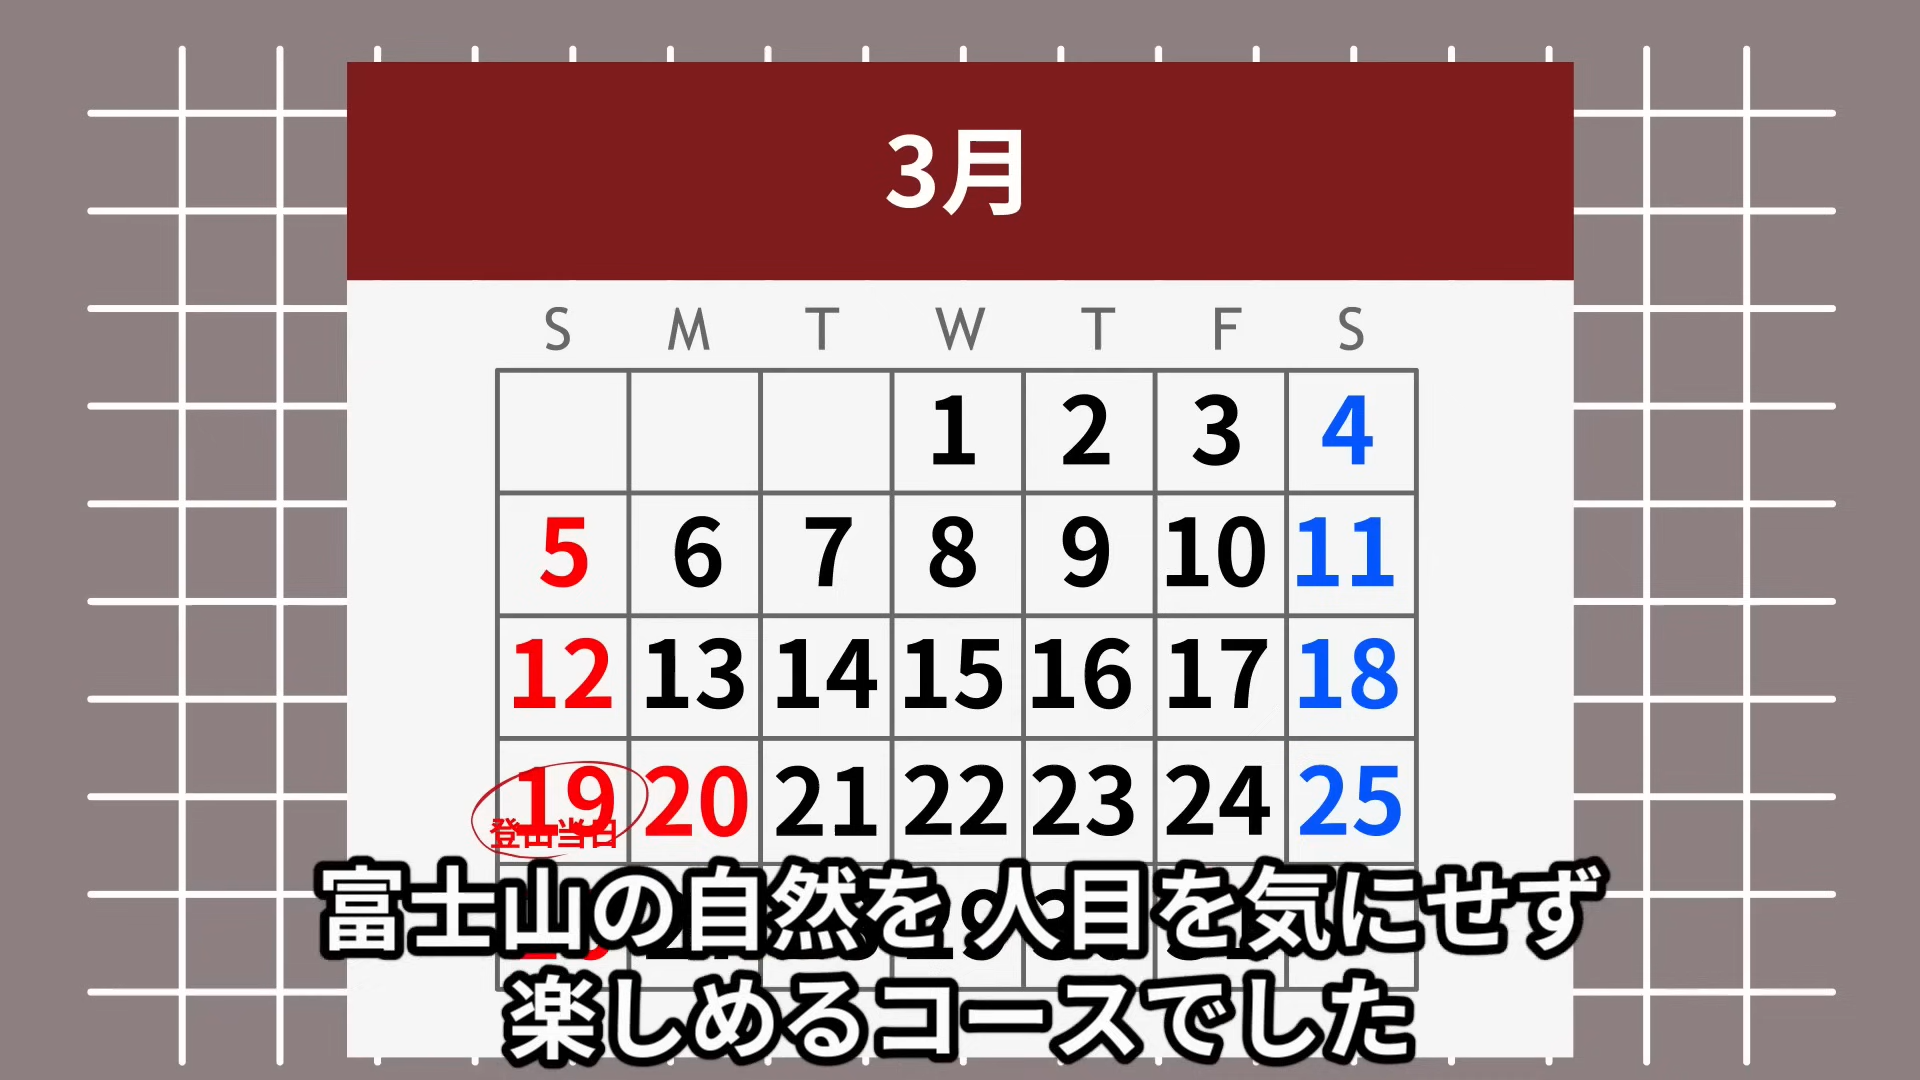 3月
S M T W T F S
1 2 3 4
5 6 7 8 9 10 11
12 13 14 15 16 17 18
19 20 21 22 23 24 25
登山当日
富士山の自然を 人目を気にせず
楽しめるコースでした